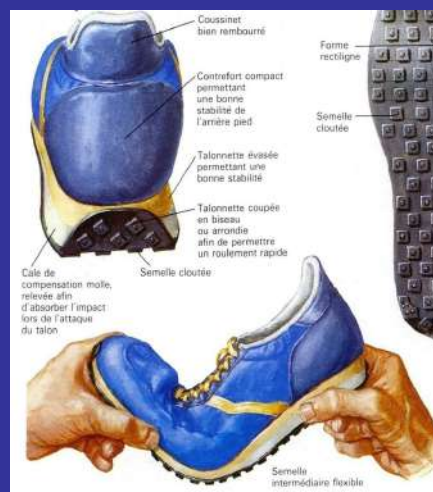 Coussinet
bien rembourré
Forme
rectiligne
Contrefort compact
permettant
une bonne
stabilité de
l'arrière pied
Semelle
cloutée
Talonnette évasée
permettant une
bonne stabilité
Talonnette coupée
en biseau
ou arrondie
afin de permettre
un roulement rapide
Semelle cloutée
Cale de
compensation molle,
relevée afin
d'absorber l'impact
lors de l'attaque
du talon
Semelle
intermédiaire flexible